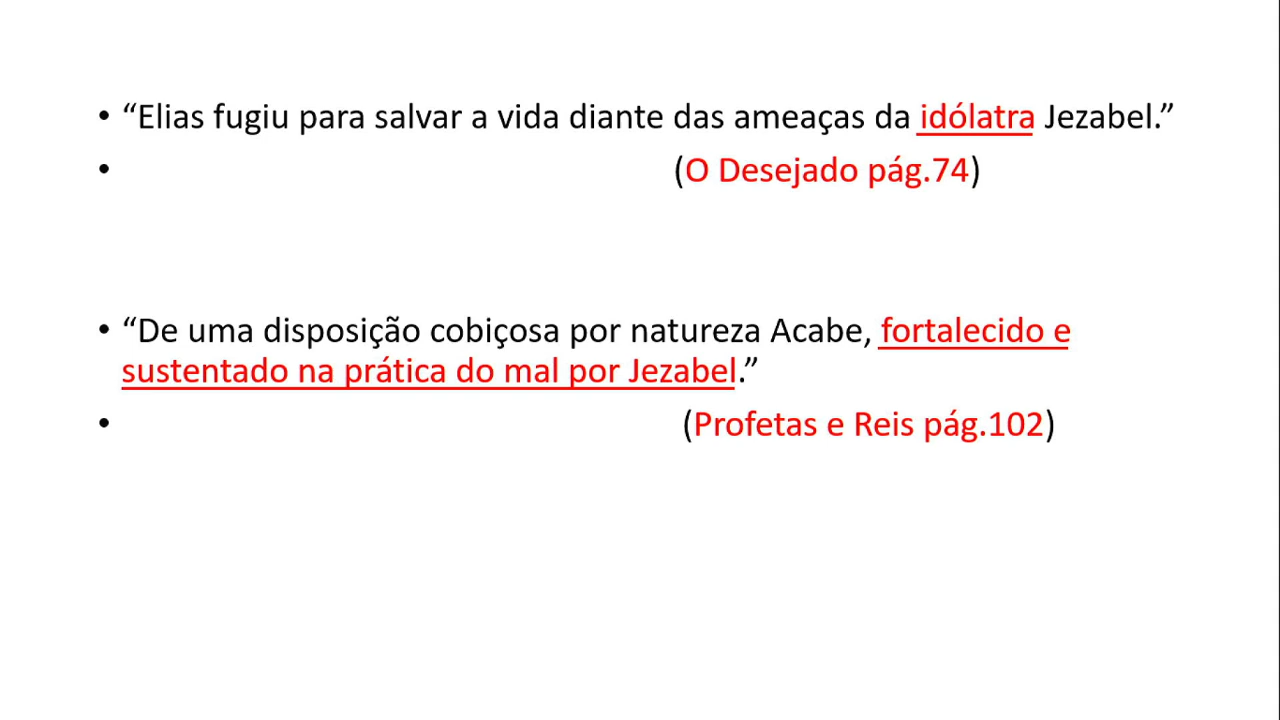 • “Elias fugiu para salvar a vida diante das ameaças da idólatra Jezabel.”
• (O Desejado pág.74)
• “De uma disposição cobiçosa por natureza Acabe, fortalecido e
sustentado na prática do mal por Jezabel.”
• (Profetas e Reis pág.102)